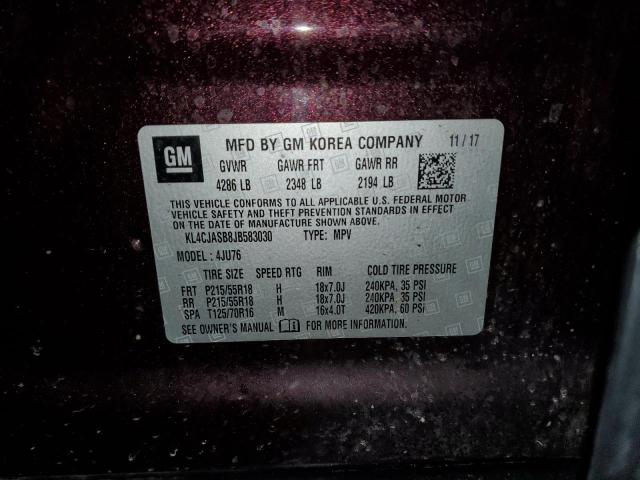 GM
MFD BY GM KOREA COMPANY 11/17
GVWR GAWR FRT GAWR RR
4286 LB 2348 LB 2194 LB
THIS VEHICLE CONFORMS TO ALL APPLICABLE U.S. FEDERAL MOTOR
VEHICLE SAFETY AND THEFT PREVENTION STANDARDS IN EFFECT
ON THE DATE OF MANUFACTURE SHOWN ABOVE.
KL4CJASB8JB583030 TYPE: MPV
MODEL: 4JU76
TIRE SIZE SPEED RTG RIM COLD TIRE PRESSURE
FRT P215/55R18 H 18x7.0J 240KPA, 35 PSI
RR P215/55R18 H 18x7.0J 240KPA, 35 PSI
SPA T125/70R16 M 16x4.0T 420KPA, 60 PSI
SEE OWNER'S MANUAL FOR MORE INFORMATION.